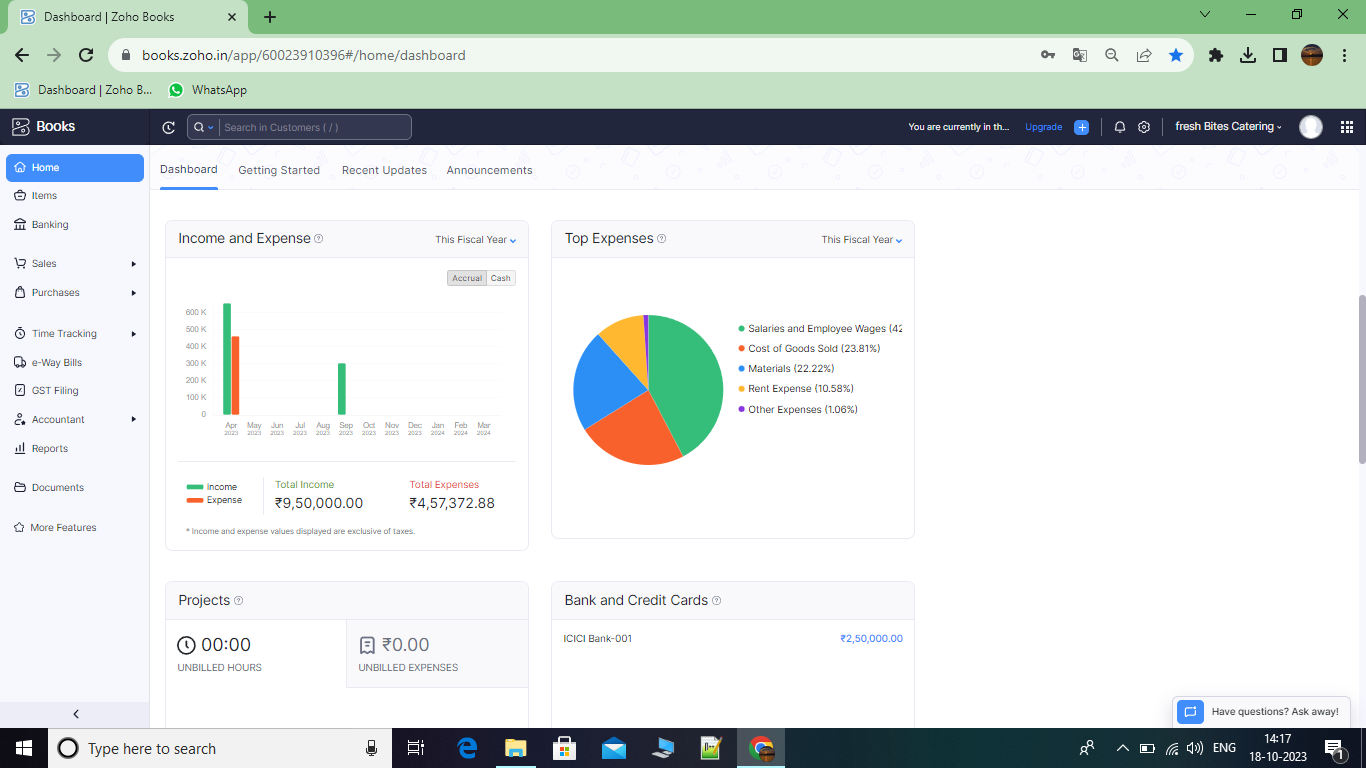 Dashboard | Zoho Books
books.zoho.in/app/60023910396#/home/dashboard
Dashboard | Zoho B... WhatsApp
Books
Search in Customers ( / )
You are currently in th... Upgrade
fresh Bites Catering
Home
Items
Banking
Sales
Purchases
Time Tracking
e-Way Bills
GST Filing
Accountant
Reports
Documents
More Features
Dashboard Getting Started Recent Updates Announcements
Income and Expense This Fiscal Year
Accrual Cash
600 K
500 K
400 K
300 K
200 K
100 K
0
Apr May Jun Jul Aug Sep Oct Nov Dec Jan Feb Mar
2023 2023 2023 2023 2023 2023 2023 2023 2023 2024 2024 2024
Income
Expense
Total Income
₹9,50,000.00
Total Expenses
₹4,57,372.88
* Income and expense values displayed are exclusive of taxes.
Top Expenses This Fiscal Year
Salaries and Employee Wages (42
Cost of Goods Sold (23.81%)
Materials (22.22%)
Rent Expense (10.58%)
Other Expenses (1.06%)
Projects
00:00
UNBILLED HOURS
₹0.00
UNBILLED EXPENSES
Bank and Credit Cards
ICICI Bank-001 ₹2,50,000.00
Have questions? Ask away!
Type here to search
ENG
14:17
18-10-2023
1